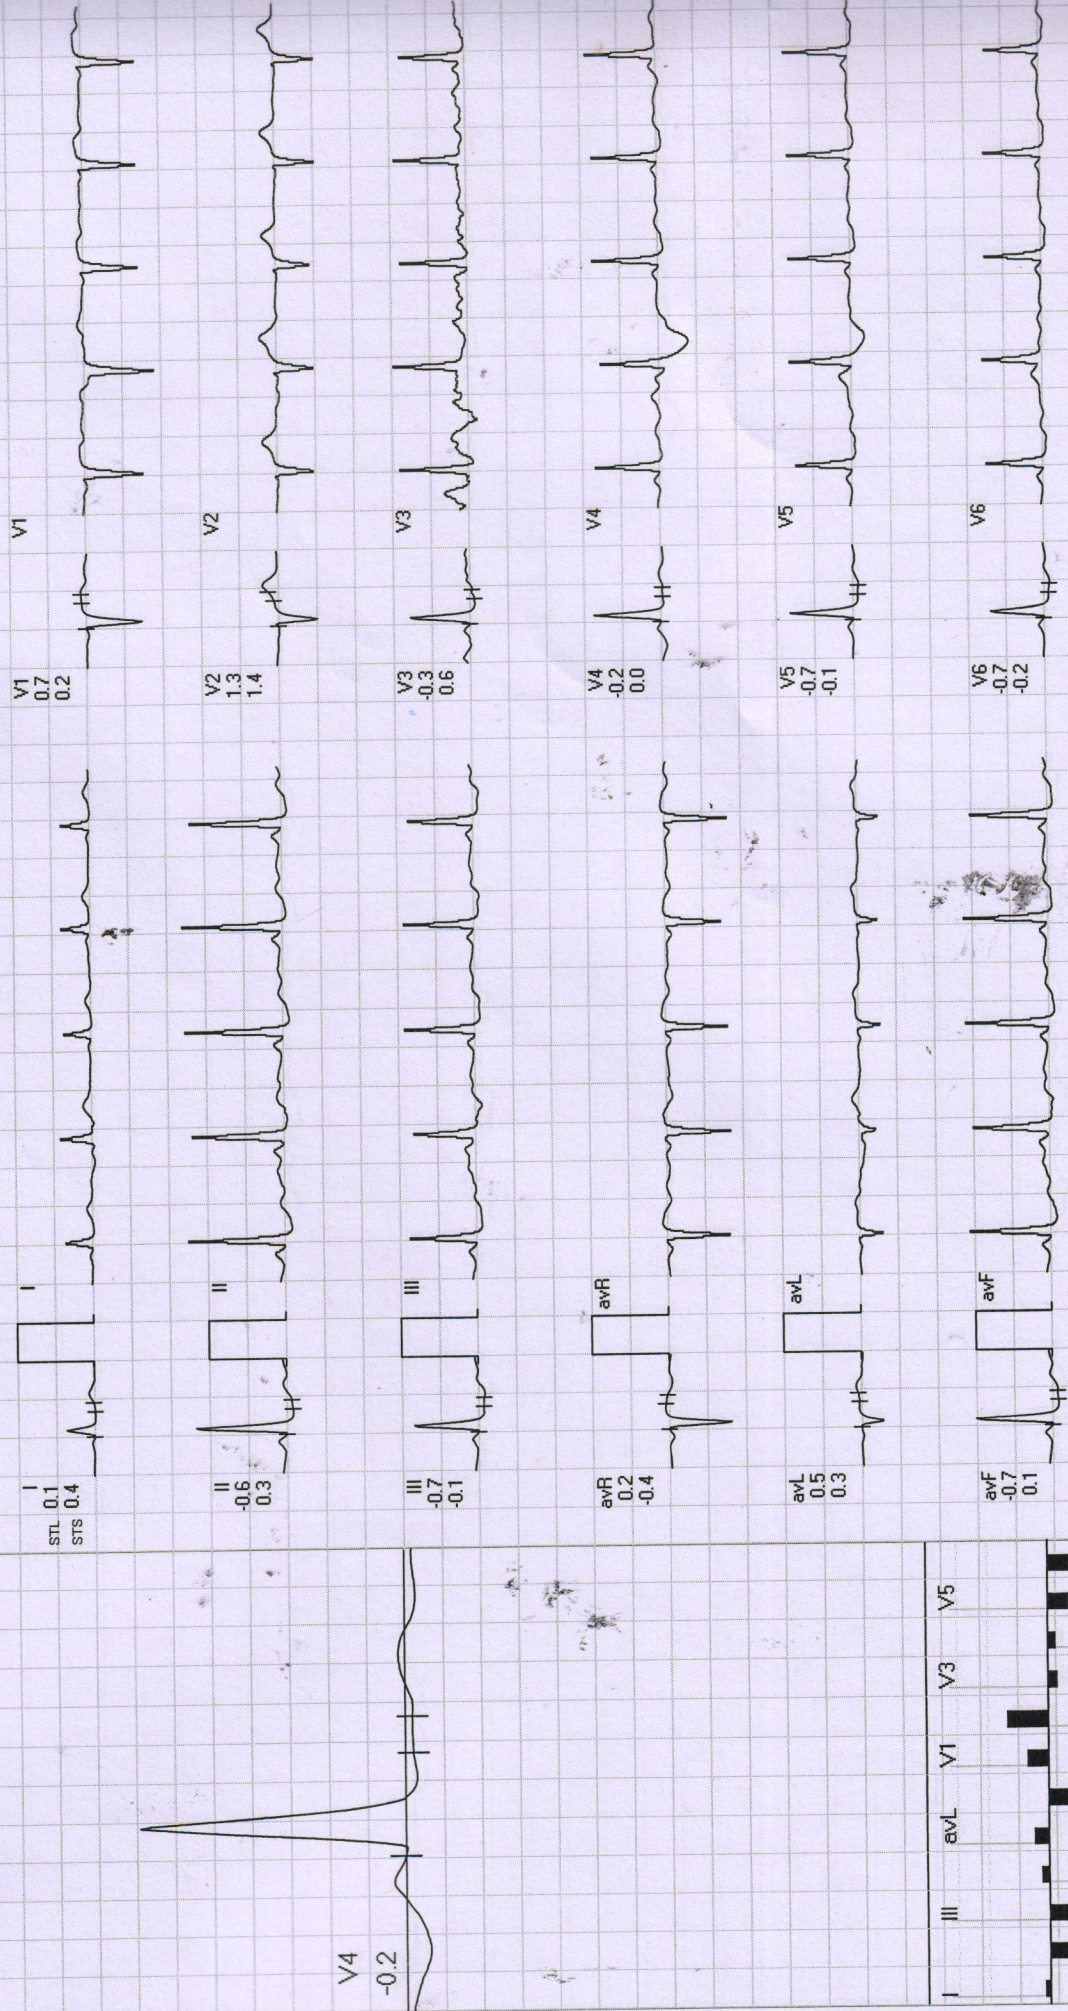 I I V1 V1
STL 0.1 0.7
STS 0.4 0.2
II II V2 V2
-0.6 1.3
0.3 1.4
V4
-0.2
III III V3 V3
-0.7 -0.3
-0.1 0.6
avR avR V4 V4
0.2 -0.2
-0.4 0.0
avL avL V5 V5
0.5 -0.7
0.3 -0.1
I III avL V1 V3 V5
avF avF V6 V6
-0.7 -0.7
0.1 -0.2